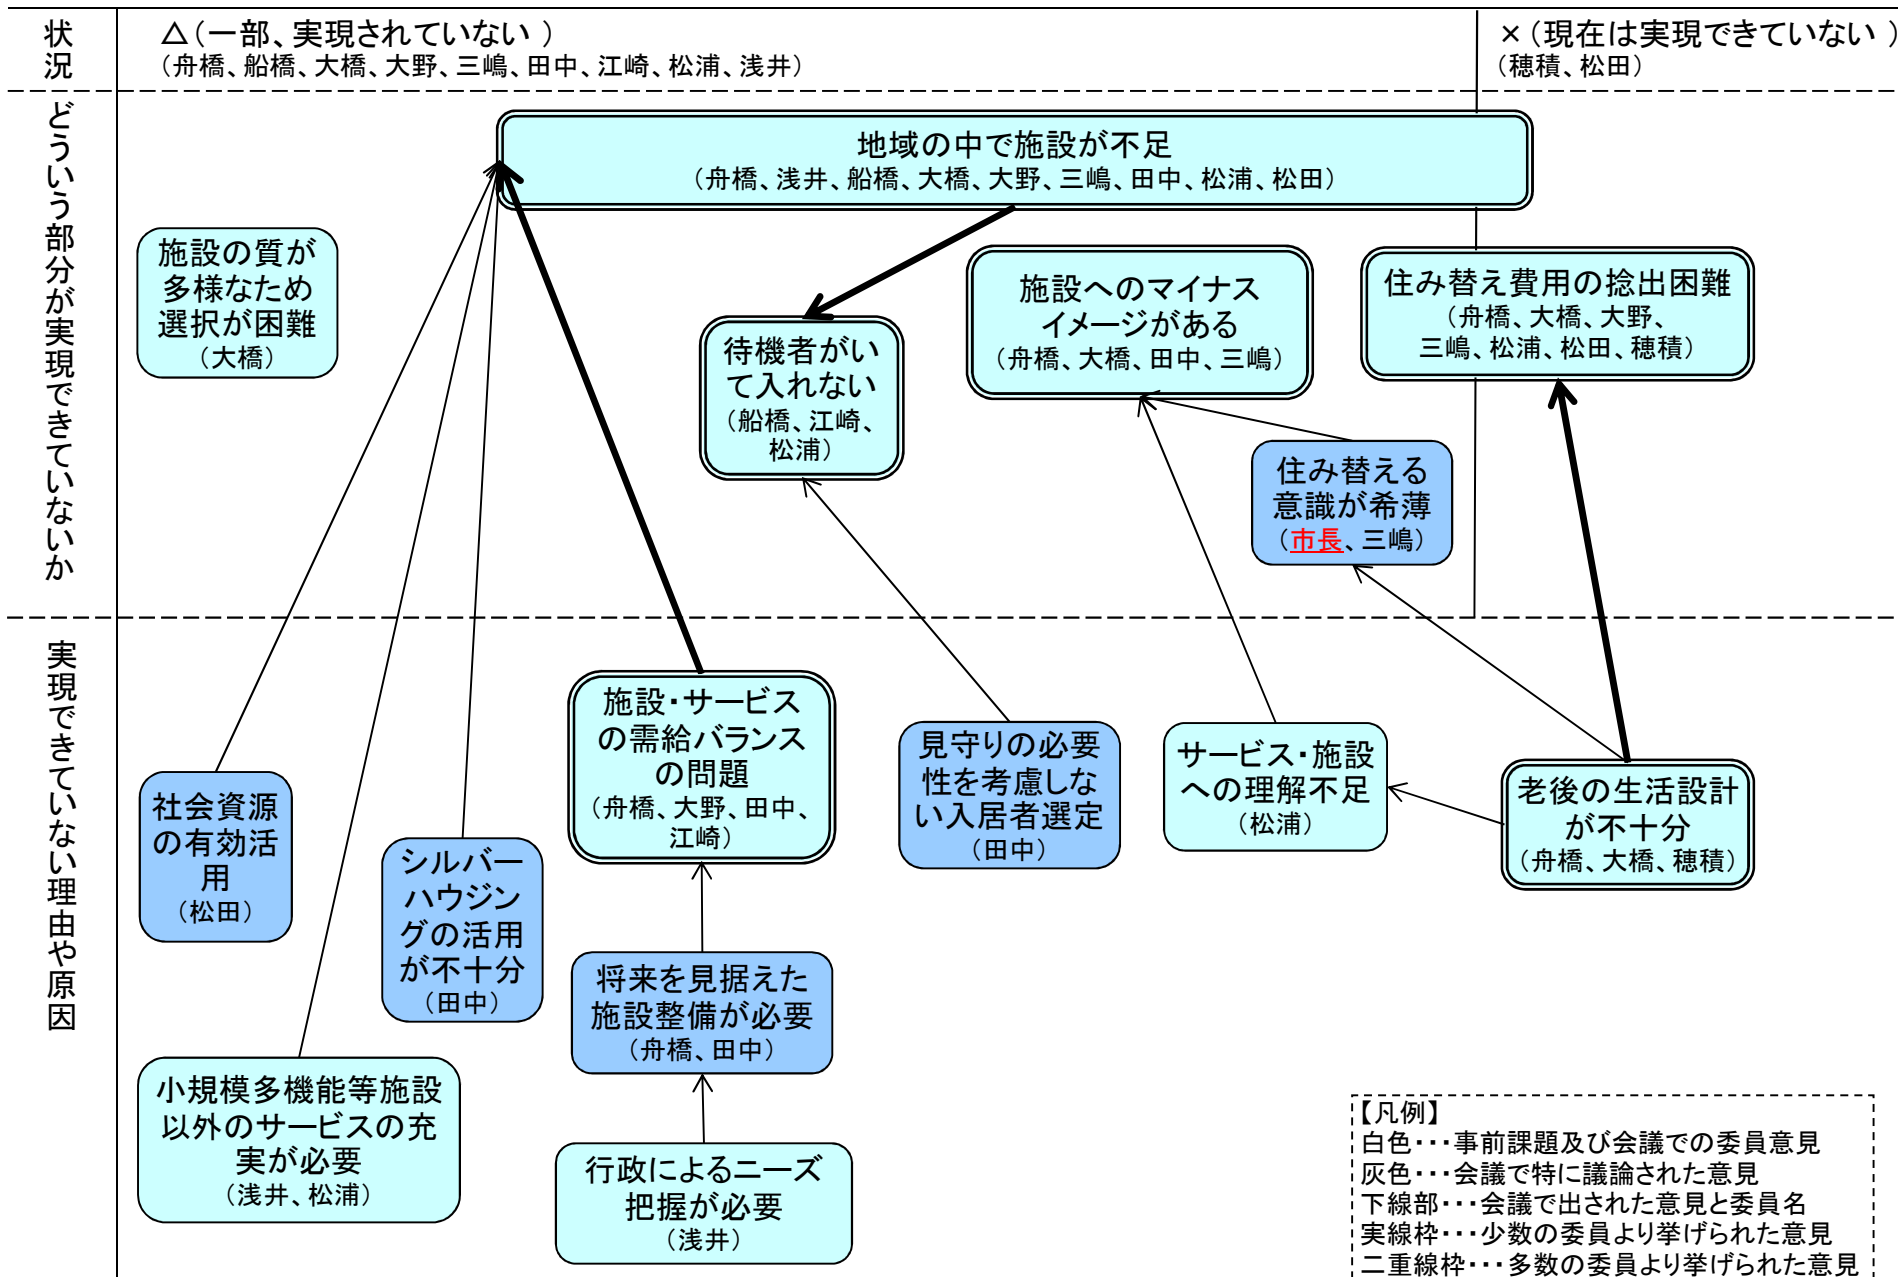 状況
△（一部、実現されていない ）
（舟橋、船橋、大橋、大野、三嶋、田中、江崎、松浦、浅井）
×（現在は実現できていない ）
（穂積、松田）
どういう部分が実現できていないか
地域の中で施設が不足
（舟橋、浅井、船橋、大橋、大野、三嶋、田中、松浦、松田）
施設の質が
多様なため
選択が困難
（大橋）
待機者がい
て入れない
（船橋、江崎、
松浦）
施設へのマイナス
イメージがある
（舟橋、大橋、田中、三嶋）
住み替え費用の捻出困難
（舟橋、大橋、大野、
三嶋、松浦、松田、穂積）
住み替える
意識が希薄
（市長、三嶋）
実現できていない理由や原因
社会資源
の有効活
用
（松田）
シルバー
ハウジン
グの活用
が不十分
（田中）
施設・サービス
の需給バランス
の問題
（舟橋、大野、田中、
江崎）
見守りの必要
性を考慮しな
い入居者選定
（田中）
サービス・施設
への理解不足
（松浦）
老後の生活設計
が不十分
（舟橋、大橋、穂積）
将来を見据えた
施設整備が必要
（舟橋、田中）
小規模多機能等施設
以外のサービスの充
実が必要
（浅井、松浦）
行政によるニーズ
把握が必要
（浅井）
【凡例】
白色・・・事前課題及び会議での委員意見
灰色・・・会議で特に議論された意見
下線部・・・会議で出された意見と委員名
実線枠・・・少数の委員より挙げられた意見
二重線枠・・・多数の委員より挙げられた意見